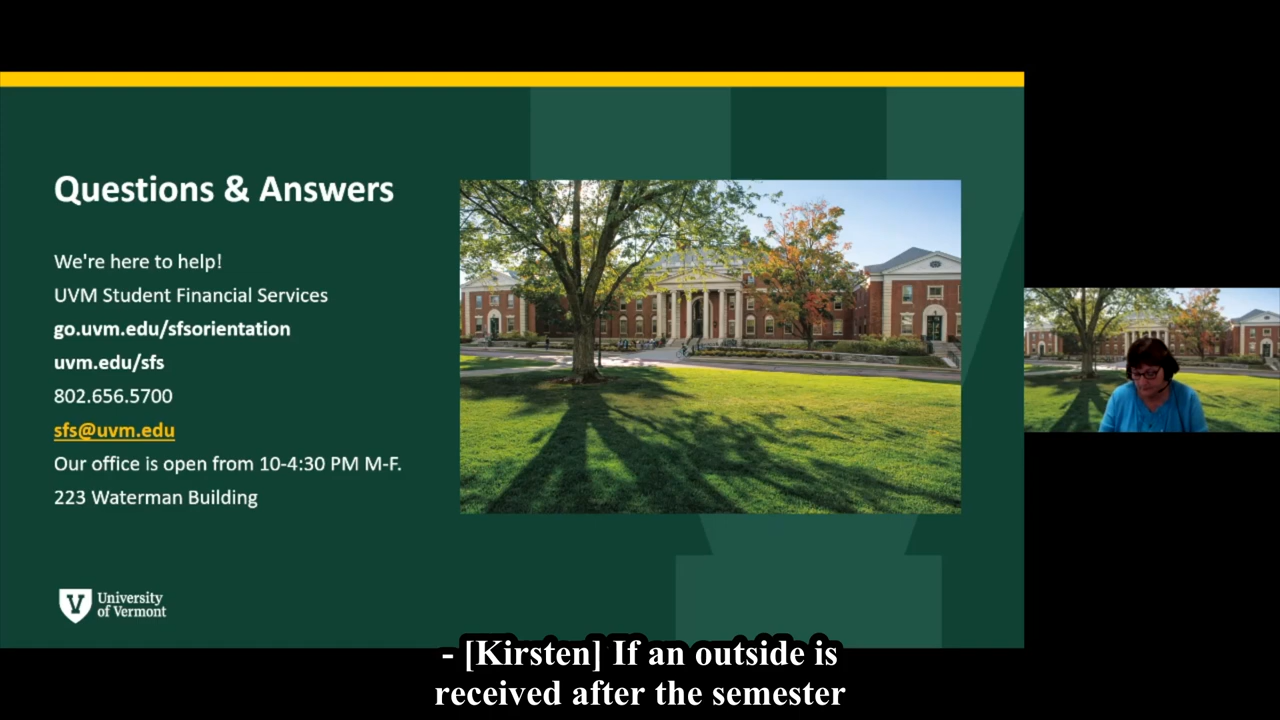 Questions & Answers
We're here to help!
UVM Student Financial Services
go.uvm.edu/sfsorientation
uvm.edu/sfs
802.656.5700
sfs@uvm.edu
Our office is open from 10-4:30 PM M-F.
223 Waterman Building
University
of Vermont
- [Kirsten] If an outside is
received after the semester